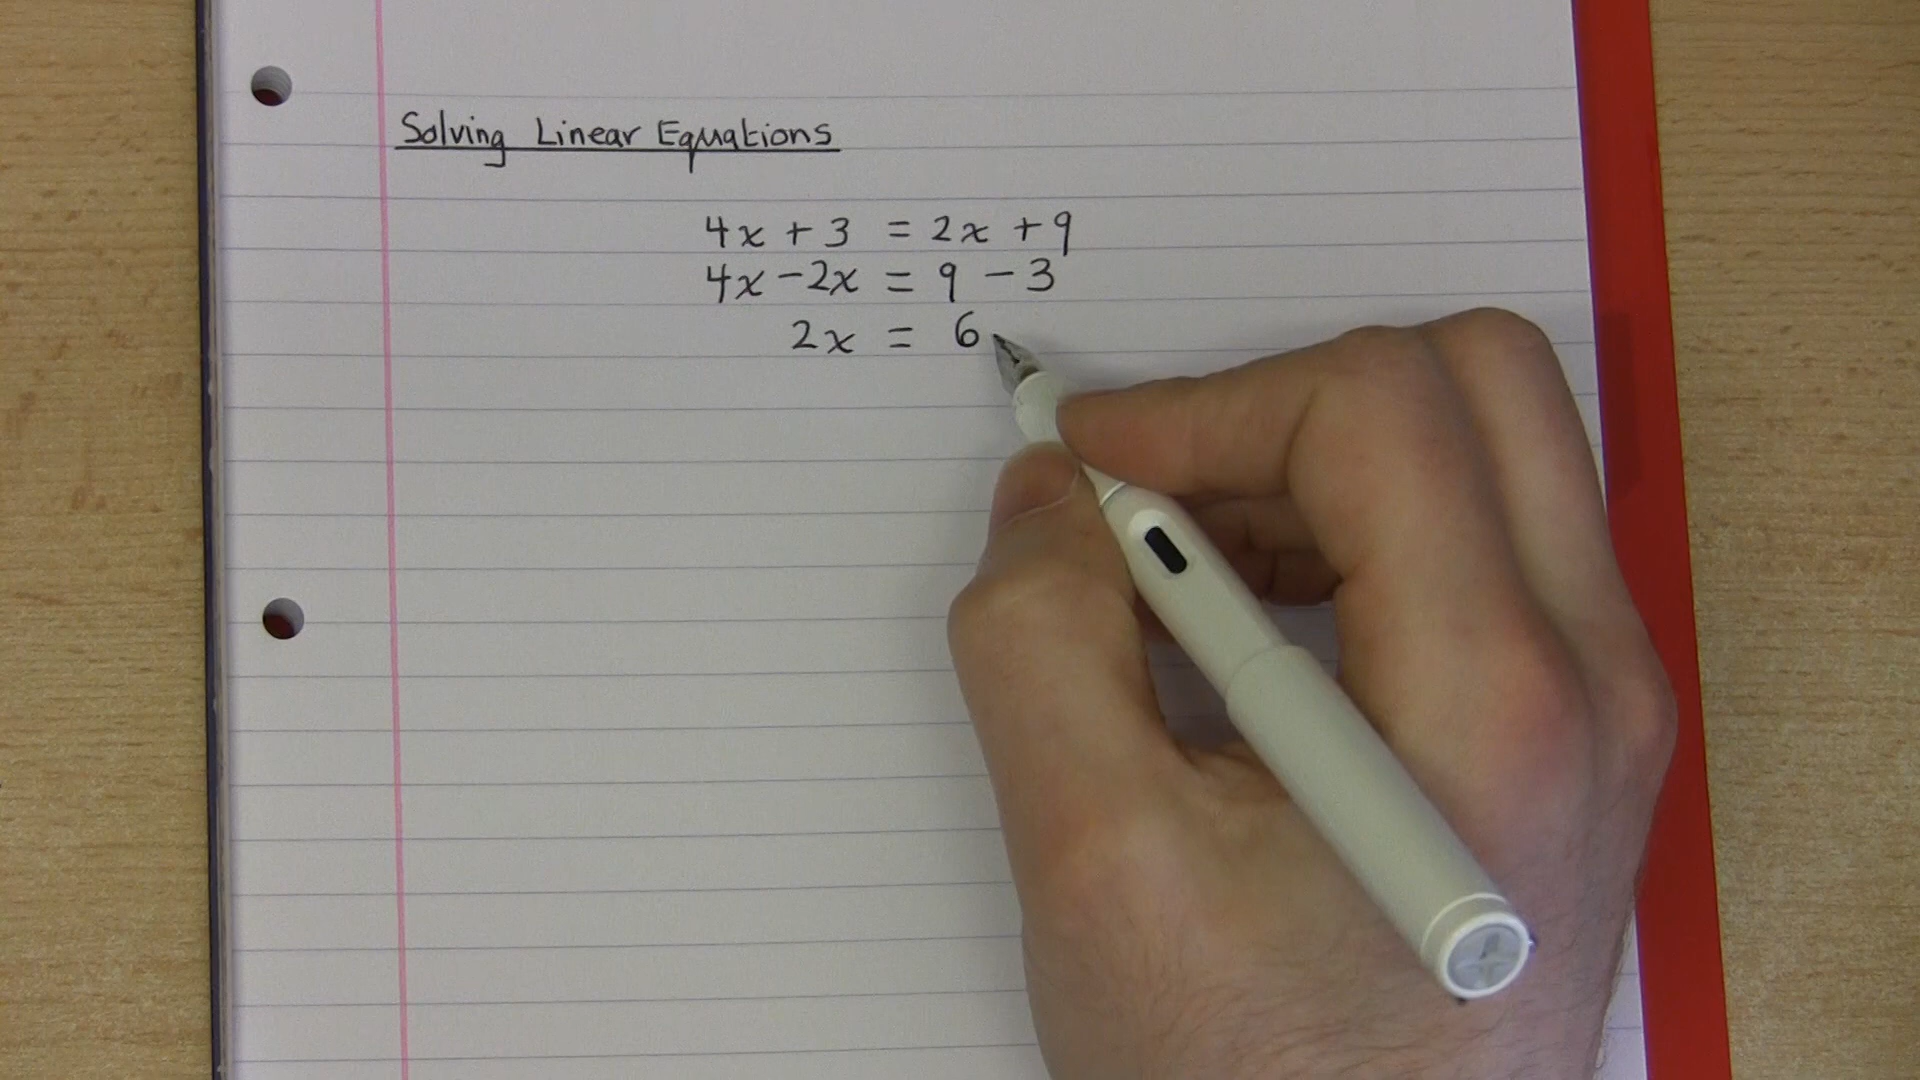 Solving Linear Equations
4x + 3 = 2x + 9
4x - 2x = 9 - 3
2x = 6